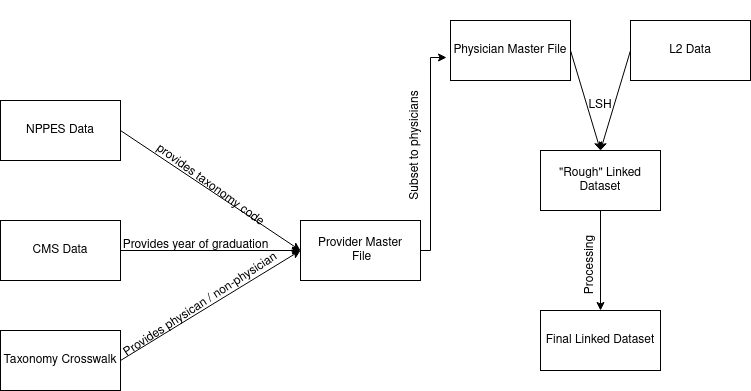 Physician Master File
L2 Data
LSH
NPPES Data
provides taxonomy code
Subset to physicians
"Rough" Linked
Dataset
CMS Data
Provides year of graduation
Provider Master
File
Provides physican / non-physician
Processing
Taxonomy Crosswalk
Final Linked Dataset